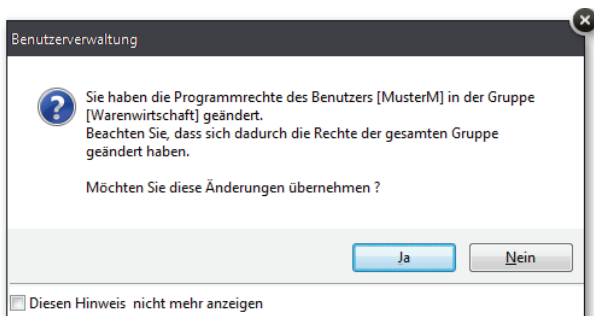 Benutzerverwaltung
Sie haben die Programmrechte des Benutzers [MusterM] in der Gruppe
[Warenwirtschaft] geändert.
Beachten Sie, dass sich dadurch die Rechte der gesamten Gruppe
geändert haben.
Möchten Sie diese Änderungen übernehmen ?
Ja
Nein
Diesen Hinweis nicht mehr anzeigen